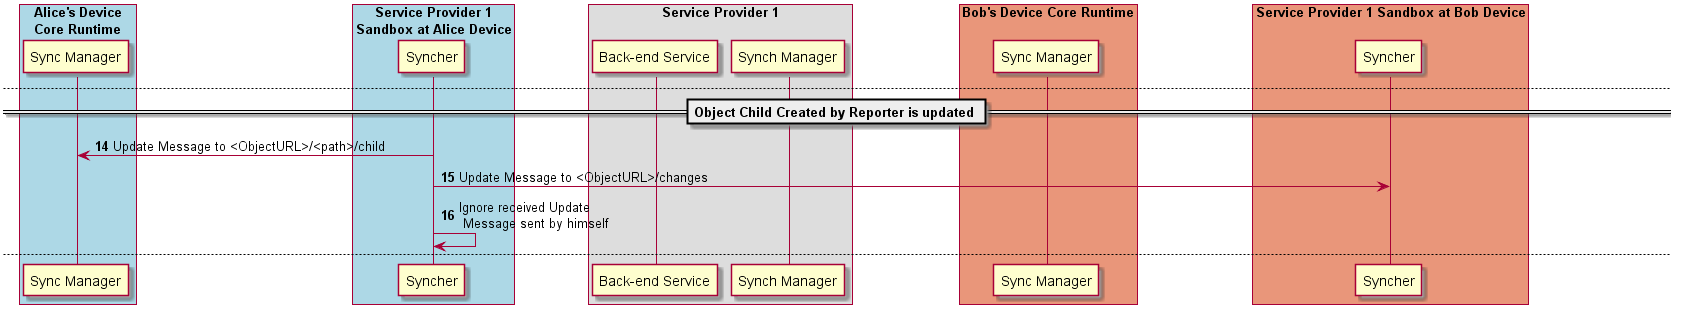 Alice's Device
Core Runtime
Service Provider 1
Sandbox at Alice Device
Service Provider 1
Bob's Device Core Runtime
Service Provider 1 Sandbox at Bob Device
Sync Manager
Syncher
Back-end Service
Synch Manager
Sync Manager
Syncher
Object Child Created by Reporter is updated
14 Update Message to <ObjectURL>/<path>/child
15 Update Message to <ObjectURL>/changes
16 Ignore received Update
Message sent by himself
Sync Manager
Syncher
Back-end Service
Synch Manager
Sync Manager
Syncher